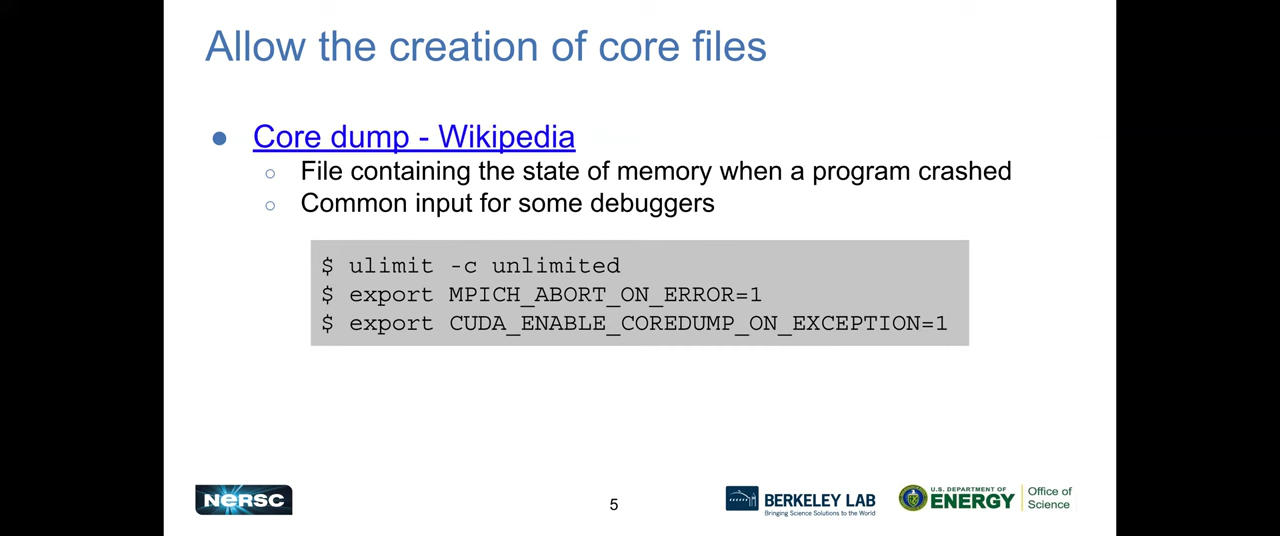 Allow the creation of core files
● Core dump - Wikipedia
○ File containing the state of memory when a program crashed
○ Common input for some debuggers
$ ulimit -c unlimited
$ export MPICH_ABORT_ON_ERROR=1
$ export CUDA_ENABLE_COREDUMP_ON_EXCEPTION=1
NERSC
5
BERKELEY LAB
Bringing Science Solutions to the World
U.S. DEPARTMENT OF
ENERGY
Office of
Science